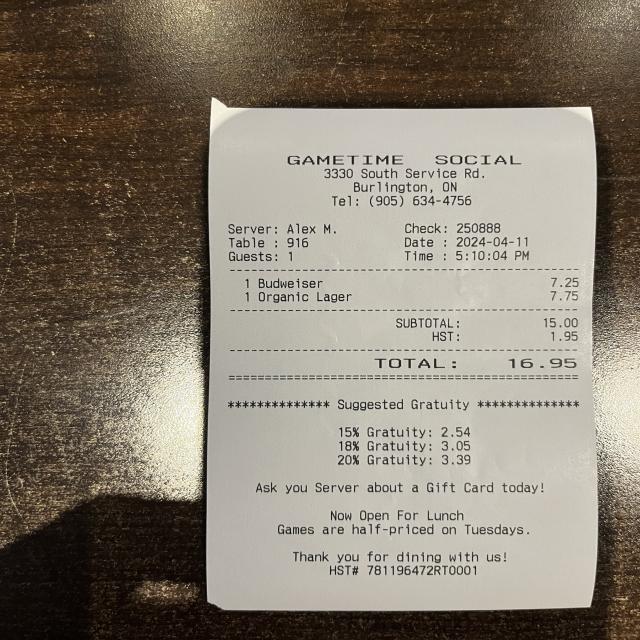 GAMETIME SOCIAL
3330 South Service Rd.
Burlington, ON
Tel: (905) 634-4756
Server: Alex M. Check: 250888
Table : 916 Date : 2024-04-11
Guests: 1 Time : 5:10:04 PM
1 Budweiser 7.25
1 Organic Lager 7.75
SUBTOTAL: 15.00
HST: 1.95
TOTAL: 16.95
************** Suggested Gratuity **************
15% Gratuity: 2.54
18% Gratuity: 3.05
20% Gratuity: 3.39
Ask you Server about a Gift Card today!
Now Open For Lunch
Games are half-priced on Tuesdays.
Thank you for dining with us!
HST# 781196472RT0001